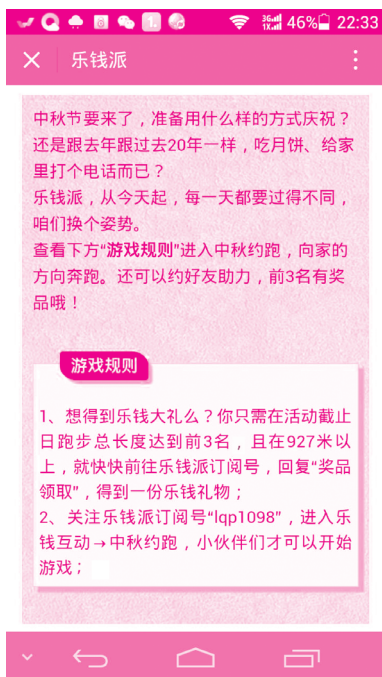 3G 1X 46% 22:33
乐钱派
中秋节要来了，准备用什么样的方式庆祝？
还是跟去年跟过去20年一样，吃月饼、给家
里打个电话而已？
乐钱派，从今天起，每一天都要过得不同，
咱们换个姿势。
查看下方“游戏规则”进入中秋约跑，向家的
方向奔跑。还可以约好友助力，前3名有奖
品哦！
游戏规则
1、想得到乐钱大礼么？你只需在活动截止
日跑步总长度达到前3名，且在927米以
上，就快快前往乐钱派订阅号，回复“奖品
领取”，得到一份乐钱礼物；
2、关注乐钱派订阅号“lqp1098”，进入乐
钱互动→中秋约跑，小伙伴们才可以开始
游戏；